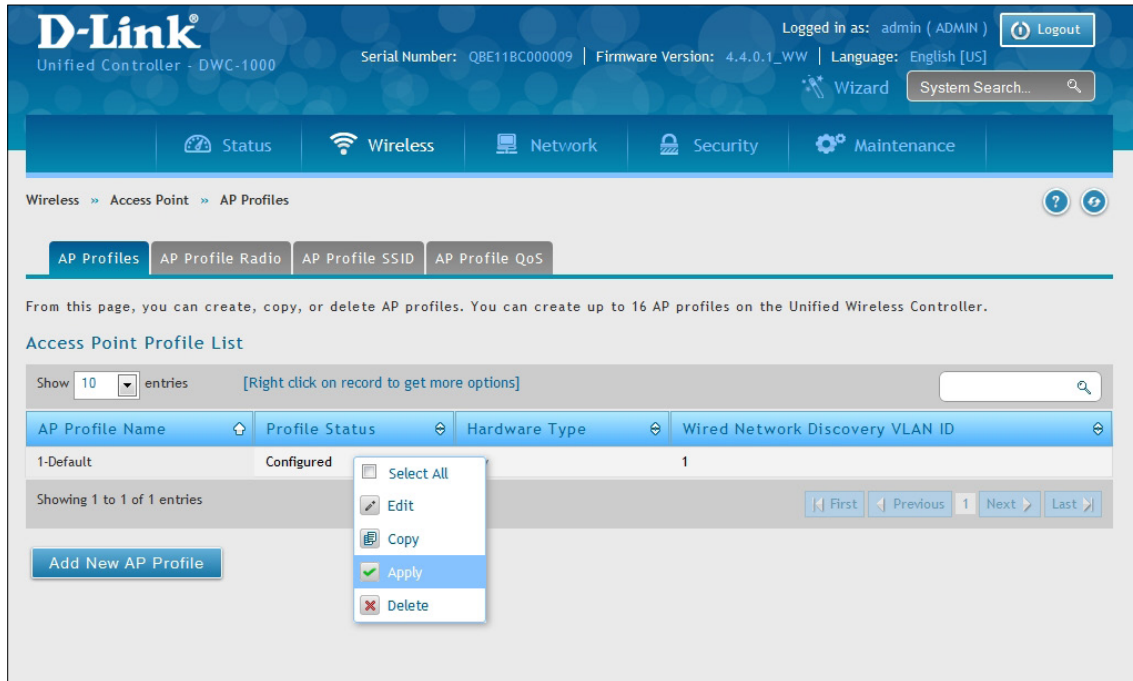 D-Link®
Unified Controller - DWC-1000
Logged in as: admin ( ADMIN )
Logout
Serial Number: QBE11BC000009 | Firmware Version: 4.4.0.1_WW | Language: English [US]
Wizard
System Search...
Status
Wireless
Network
Security
Maintenance
Wireless » Access Point » AP Profiles
?
AP Profiles
AP Profile Radio
AP Profile SSID
AP Profile QoS
From this page, you can create, copy, or delete AP profiles. You can create up to 16 AP profiles on the Unified Wireless Controller.
Access Point Profile List
Show 10 entries
[Right click on record to get more options]
AP Profile Name
Profile Status
Hardware Type
Wired Network Discovery VLAN ID
1-Default
Configured
1
Select All
Edit
Copy
Apply
Delete
Showing 1 to 1 of 1 entries
First
Previous
1
Next
Last
Add New AP Profile